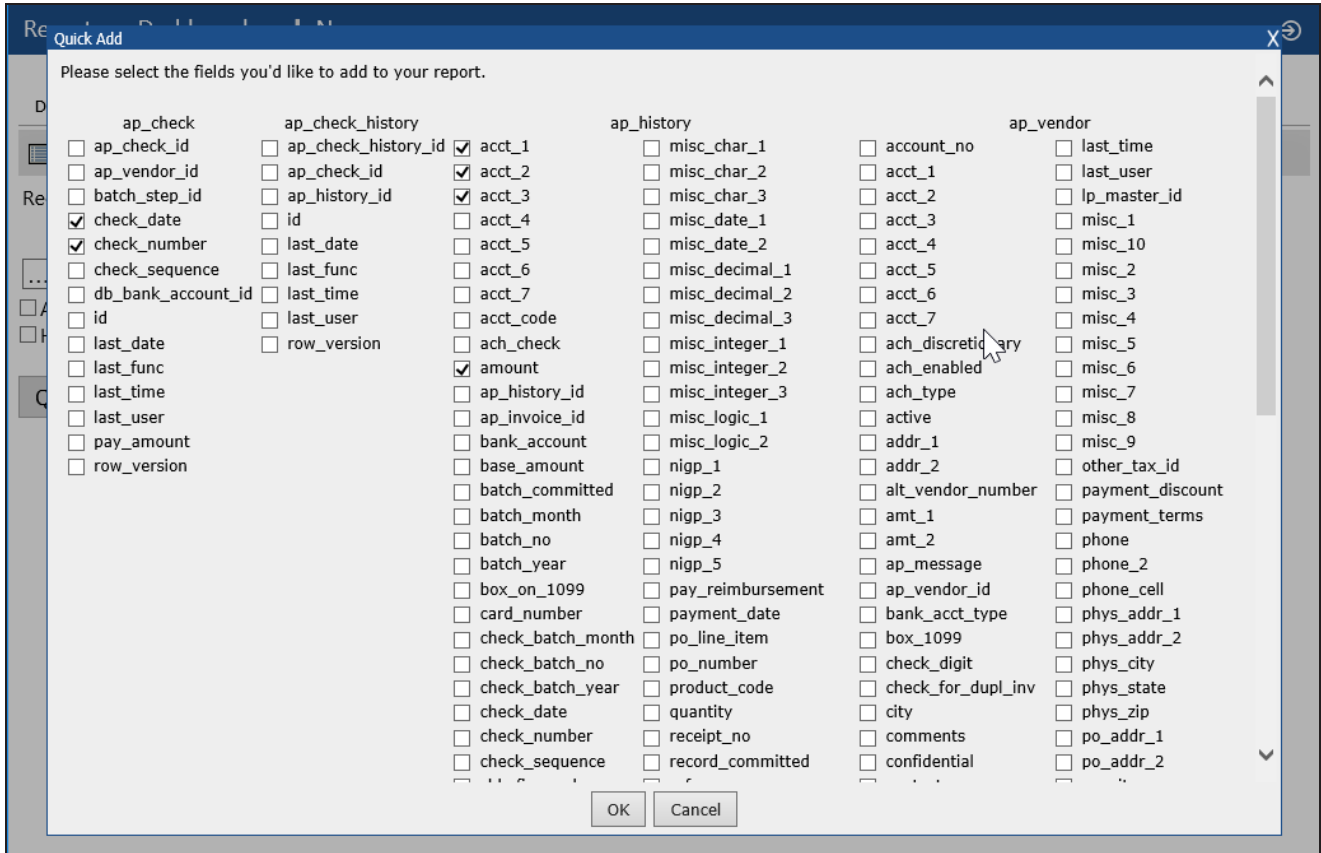 Quick Add
X
Please select the fields you'd like to add to your report.
ap_check
ap_check_id
ap_vendor_id
batch_step_id
check_date
check_number
check_sequence
db_bank_account_id
id
last_date
last_func
last_time
last_user
pay_amount
row_version
ap_check_history
ap_check_history_id
ap_check_id
ap_history_id
id
last_date
last_func
last_time
last_user
row_version
ap_history
acct_1
acct_2
acct_3
acct_4
acct_5
acct_6
acct_7
acct_code
ach_check
amount
ap_history_id
ap_invoice_id
bank_account
base_amount
batch_committed
batch_month
batch_no
batch_year
box_on_1099
card_number
check_batch_month
check_batch_no
check_batch_year
check_date
check_number
check_sequence
misc_char_1
misc_char_2
misc_char_3
misc_date_1
misc_date_2
misc_decimal_1
misc_decimal_2
misc_decimal_3
misc_integer_1
misc_integer_2
misc_integer_3
misc_logic_1
misc_logic_2
nigp_1
nigp_2
nigp_3
nigp_4
nigp_5
pay_reimbursement
payment_date
po_line_item
po_number
product_code
quantity
receipt_no
record_committed
ap_vendor
account_no
acct_1
acct_2
acct_3
acct_4
acct_5
acct_6
acct_7
ach_discretionary
ach_enabled
ach_type
active
addr_1
addr_2
alt_vendor_number
amt_1
amt_2
ap_message
ap_vendor_id
bank_acct_type
box_1099
check_digit
check_for_dupl_inv
city
comments
confidential
last_time
last_user
lp_master_id
misc_1
misc_10
misc_2
misc_3
misc_4
misc_5
misc_6
misc_7
misc_8
misc_9
other_tax_id
payment_discount
payment_terms
phone
phone_2
phone_cell
phys_addr_1
phys_addr_2
phys_city
phys_state
phys_zip
po_addr_1
po_addr_2
OK
Cancel